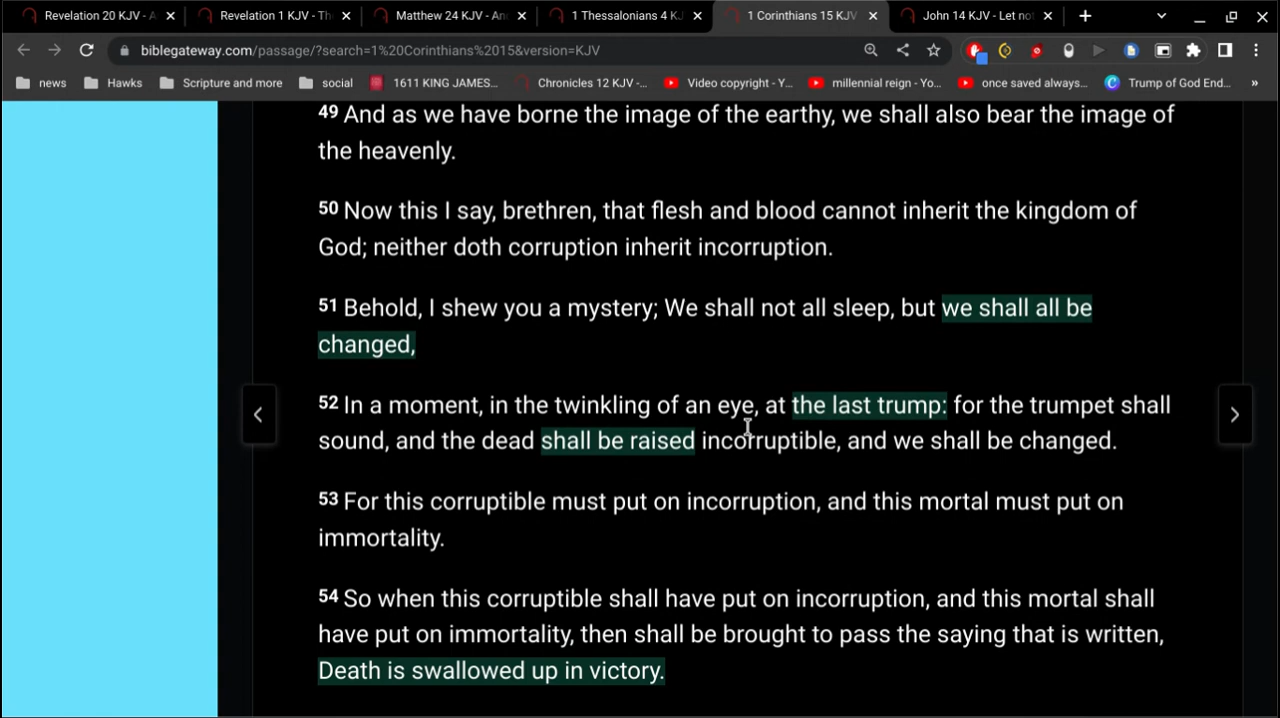 Revelation 20 KJV - A
Revelation 1 KJV - Th
Matthew 24 KJV - An
1 Thessalonians 4 KJ
1 Corinthians 15 KJV
John 14 KJV - Let no
biblegateway.com/passage/?search=1%20Corinthians%2015&version=KJV
news
Hawks
Scripture and more
social
1611 KING JAMES...
Chronicles 12 KJV -...
Video copyright - Y...
millennial reign - Yo...
once saved always...
Trump of God End...
49 And as we have borne the image of the earthy, we shall also bear the image of
the heavenly.
50 Now this I say, brethren, that flesh and blood cannot inherit the kingdom of
God; neither doth corruption inherit incorruption.
51 Behold, I shew you a mystery; We shall not all sleep, but we shall all be
changed,
52 In a moment, in the twinkling of an eye, at the last trump: for the trumpet shall
sound, and the dead shall be raised incorruptible, and we shall be changed.
53 For this corruptible must put on incorruption, and this mortal must put on
immortality.
54 So when this corruptible shall have put on incorruption, and this mortal shall
have put on immortality, then shall be brought to pass the saying that is written,
Death is swallowed up in victory.